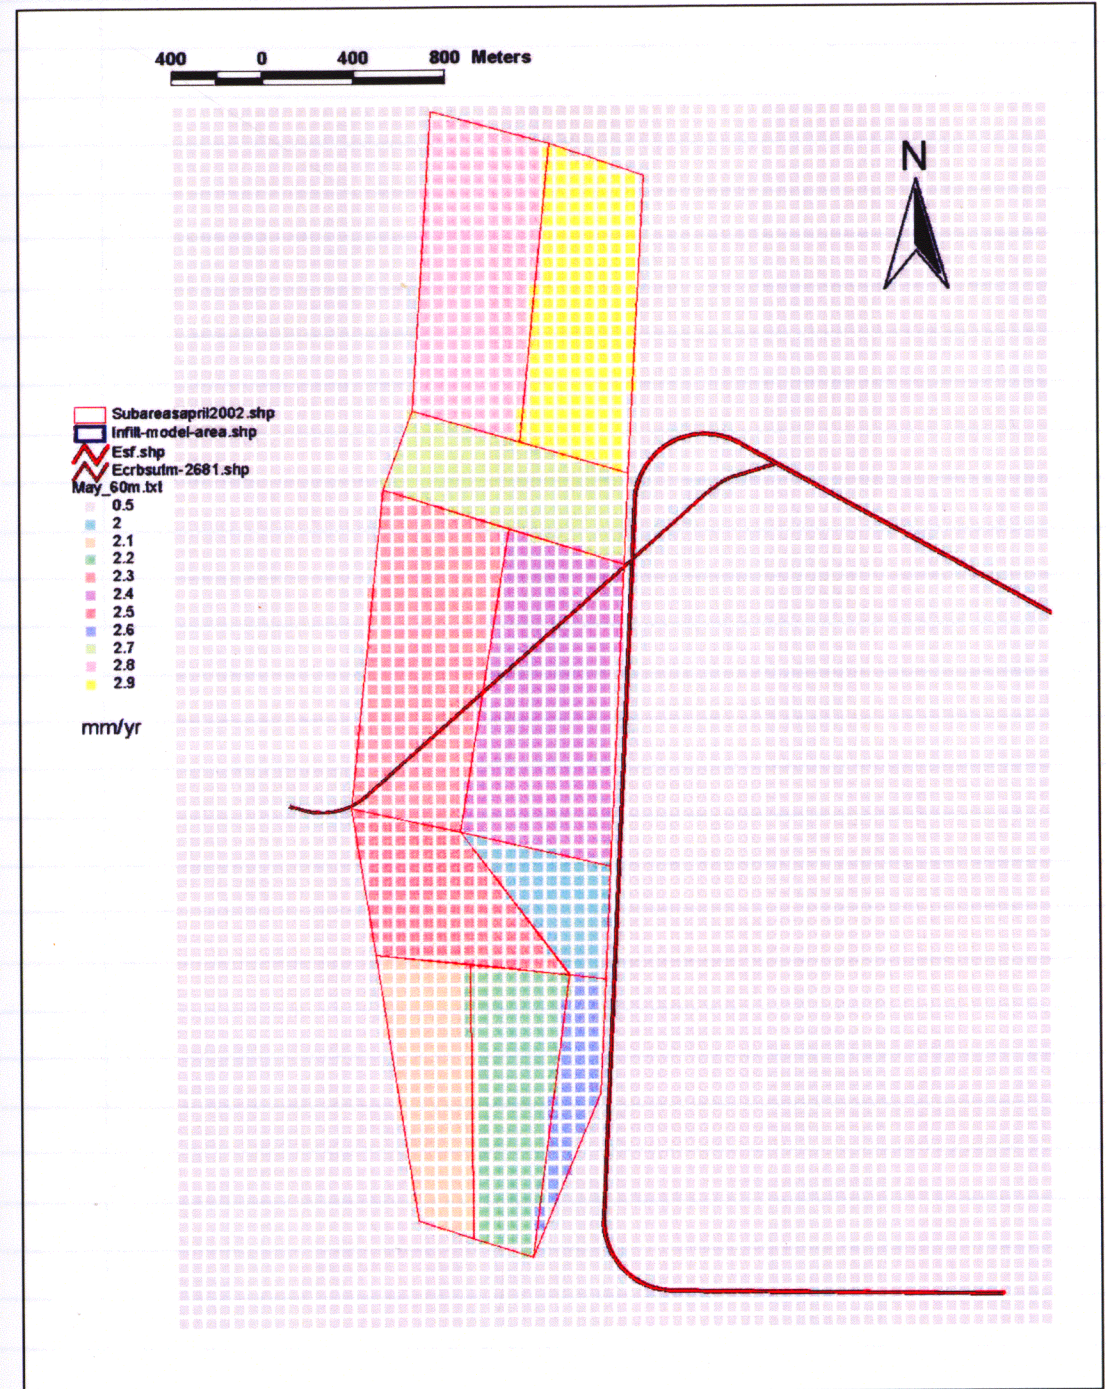 400 0 400 800 Meters
N
Subareasapril2002.shp
Infill-model-area.shp
Esf.shp
Ecrbsutm-2681.shp
May_60m.txt
0.5
2
2.1
2.2
2.3
2.4
2.5
2.6
2.7
2.8
2.9
mm/yr